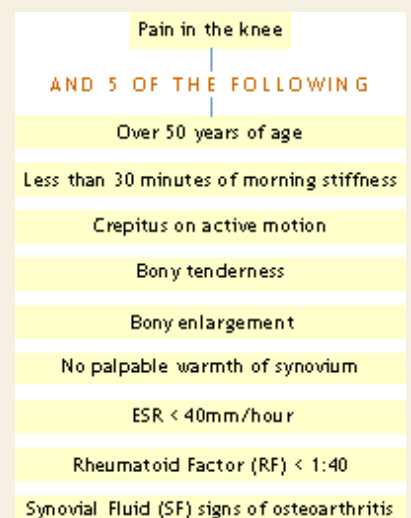 Pain in the knee
AND 5 OF THE FOLLOWING
Over 50 years of age
Less than 30 minutes of morning stiffness
Crepitus on active motion
Bony tenderness
Bony enlargement
No palpable warmth of synovium
ESR < 40mm/hour
Rheumatoid Factor (RF) < 1:40
Synovial Fluid (SF) signs of osteoarthritis